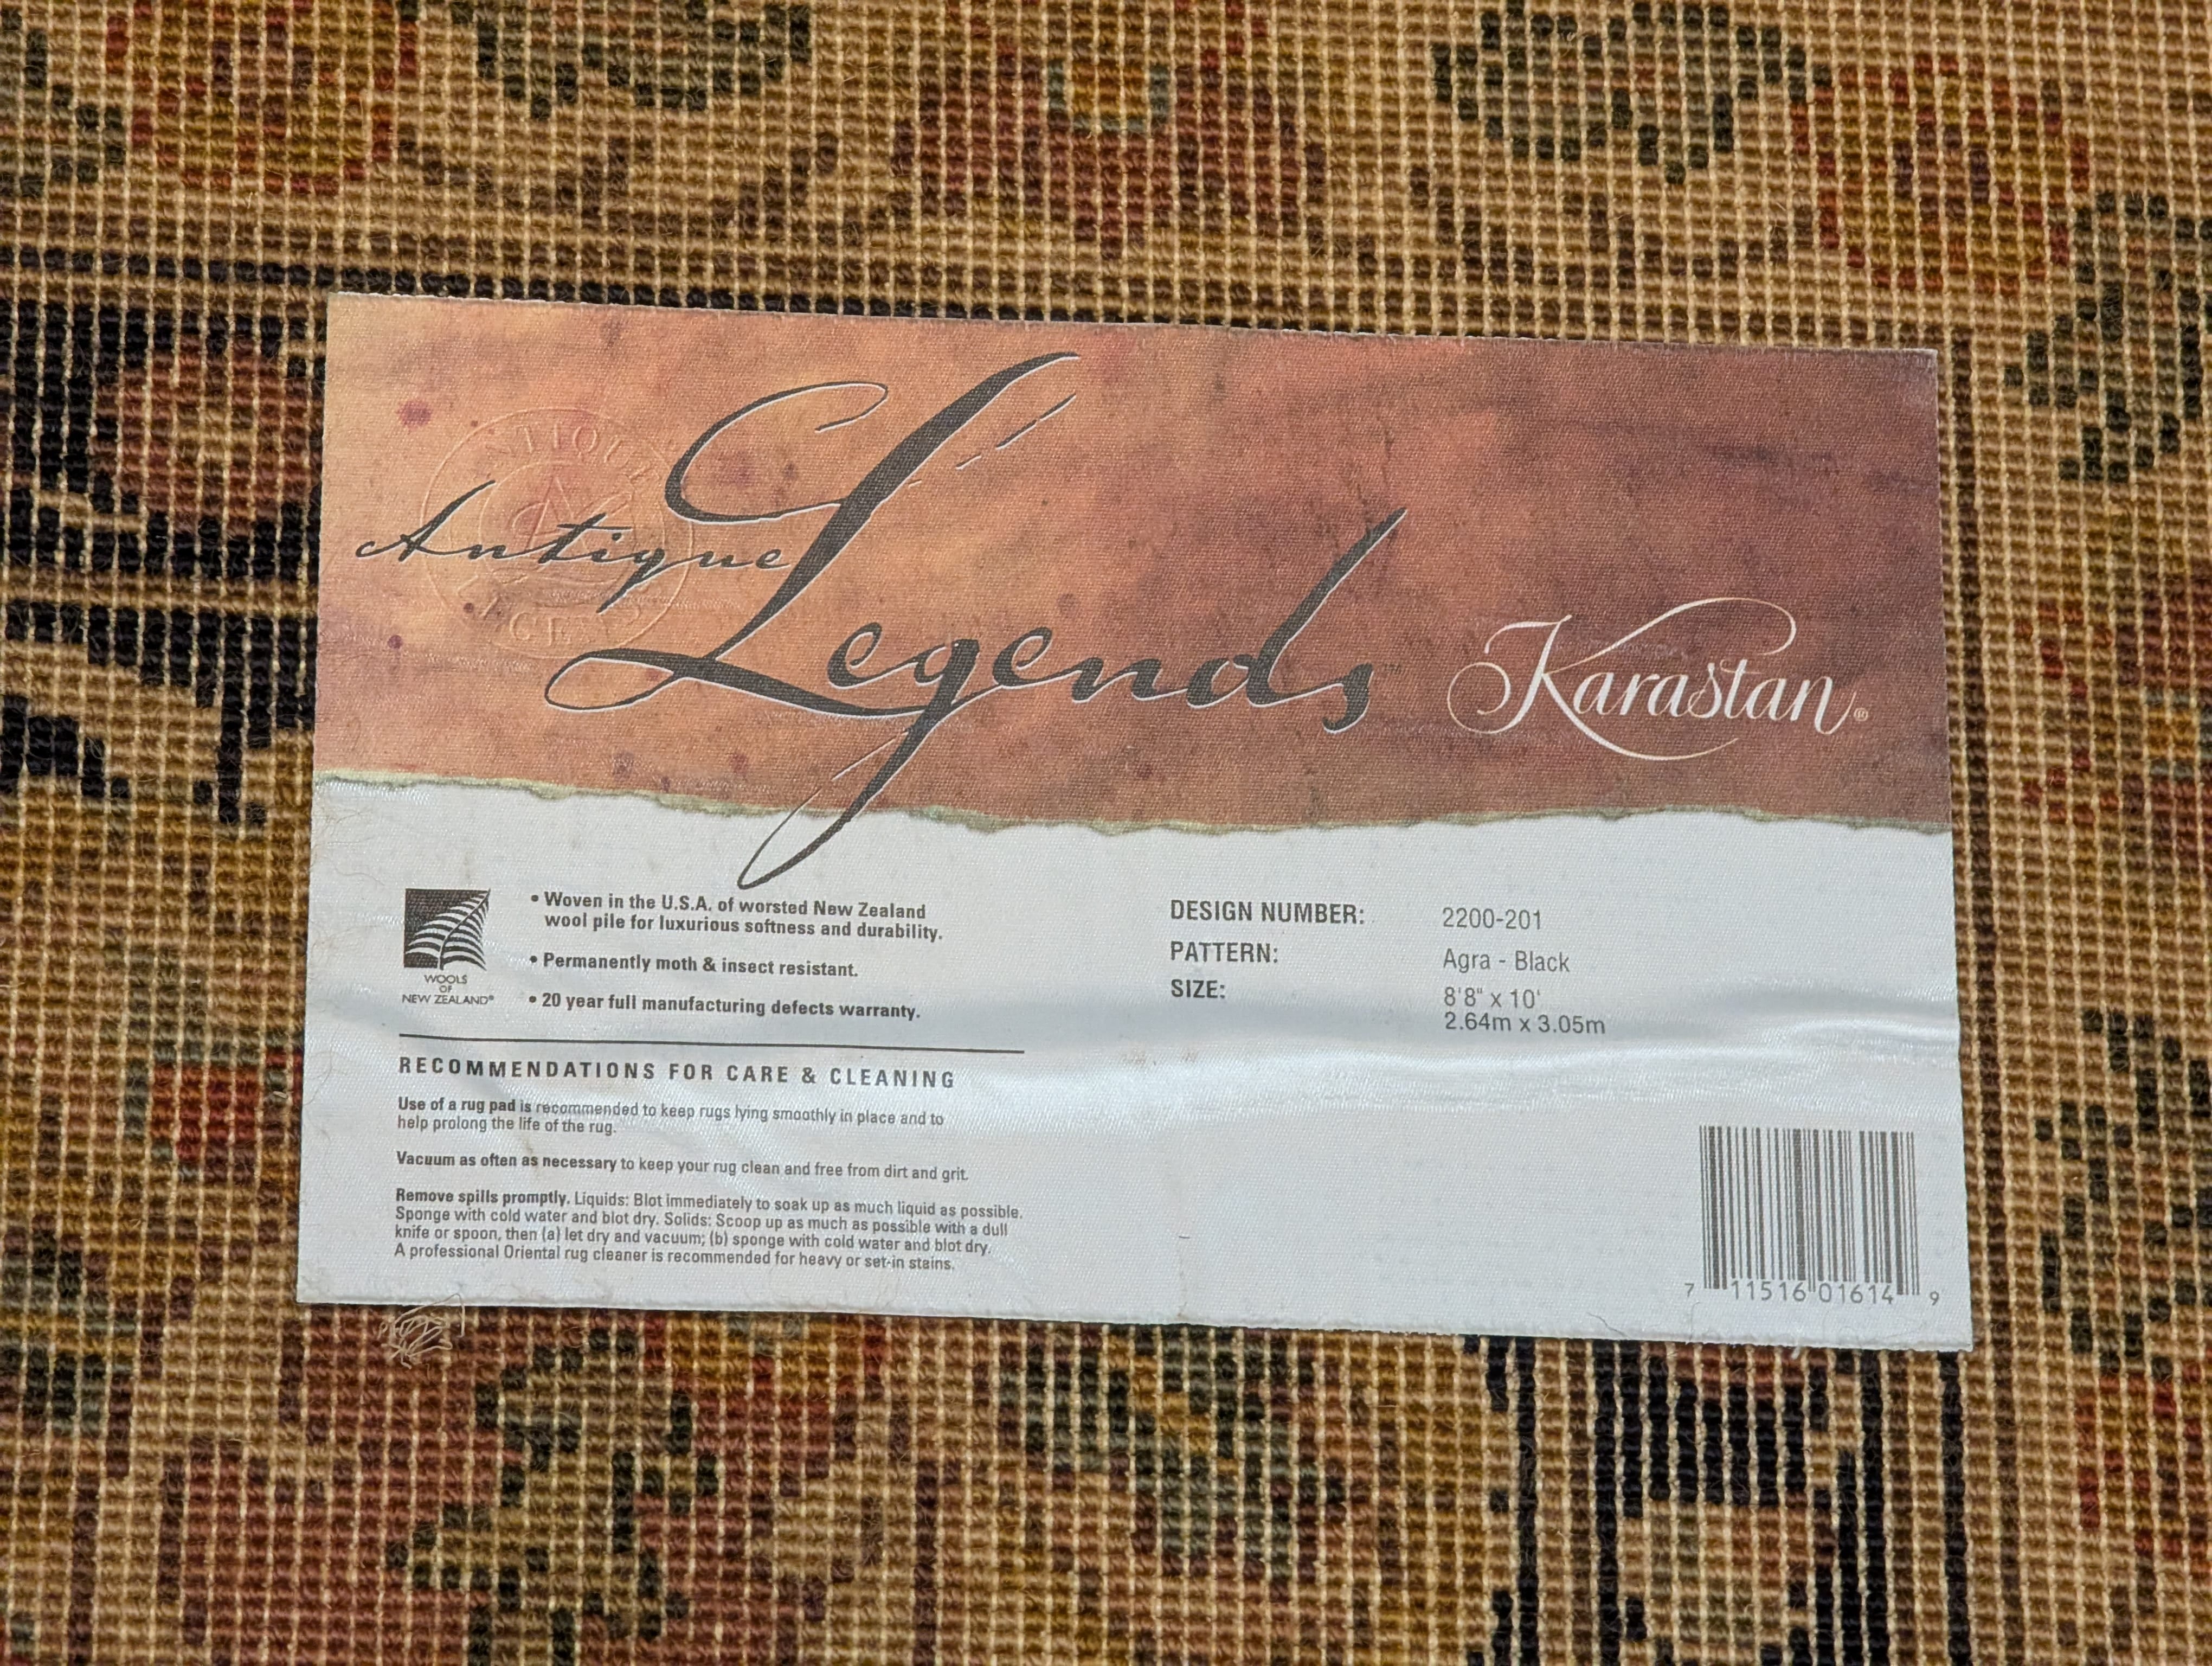 ANTIQUE
LEGENDS
Antique
Legends™
Karastan®
WOOLS
OF
NEW ZEALAND®
• Woven in the U.S.A. of worsted New Zealand
wool pile for luxurious softness and durability.
• Permanently moth & insect resistant.
• 20 year full manufacturing defects warranty.
RECOMMENDATIONS FOR CARE & CLEANING
Use of a rug pad is recommended to keep rugs lying smoothly in place and to
help prolong the life of the rug.
Vacuum as often as necessary to keep your rug clean and free from dirt and grit.
Remove spills promptly. Liquids: Blot immediately to soak up as much liquid as possible.
Sponge with cold water and blot dry. Solids: Scoop up as much as possible with a dull
knife or spoon, then (a) let dry and vacuum; (b) sponge with cold water and blot dry.
A professional Oriental rug cleaner is recommended for heavy or set-in stains.
DESIGN NUMBER: 2200-201
PATTERN: Agra - Black
SIZE: 8'8" x 10'
2.64m x 3.05m
7 11516 01614 9